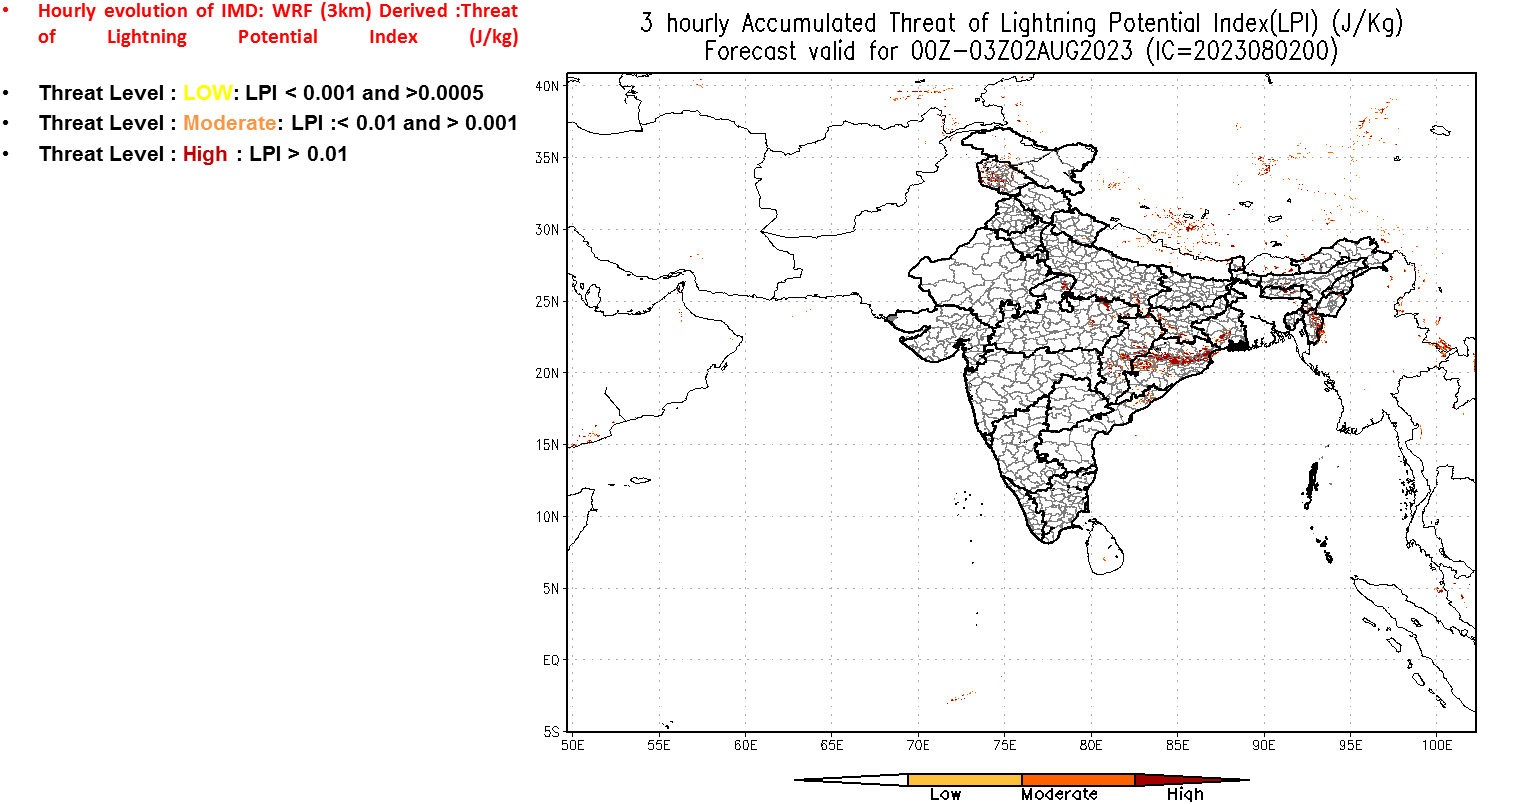 • Hourly evolution of IMD: WRF (3km) Derived :Threat
of Lightning Potential Index (J/kg)
• Threat Level : LOW: LPI < 0.001 and >0.0005
• Threat Level : Moderate: LPI :< 0.01 and > 0.001
• Threat Level : High : LPI > 0.01
3 hourly Accumulated Threat of Lightning Potential Index(LPI) (J/Kg)
Forecast valid for 00Z-03Z02AUG2023 (IC=2023080200)
40N
35N
30N
25N
20N
15N
10N
5N
EQ
5S
50E 55E 60E 65E 70E 75E 80E 85E 90E 95E 100E
Low Moderate High